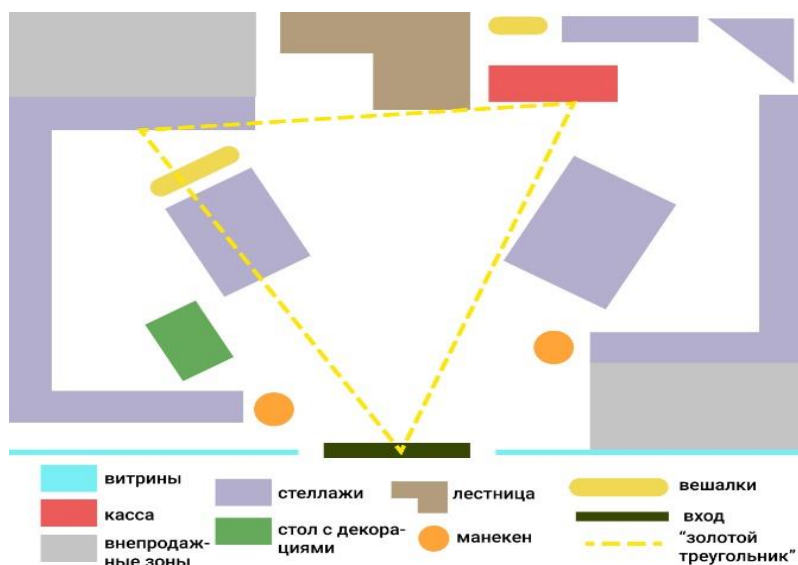 витрины
касса
внепродаж-
ные зоны
стеллажи
стол с декора-
циями
лестница
манекен
вешалки
вход
"золотой
треугольник"